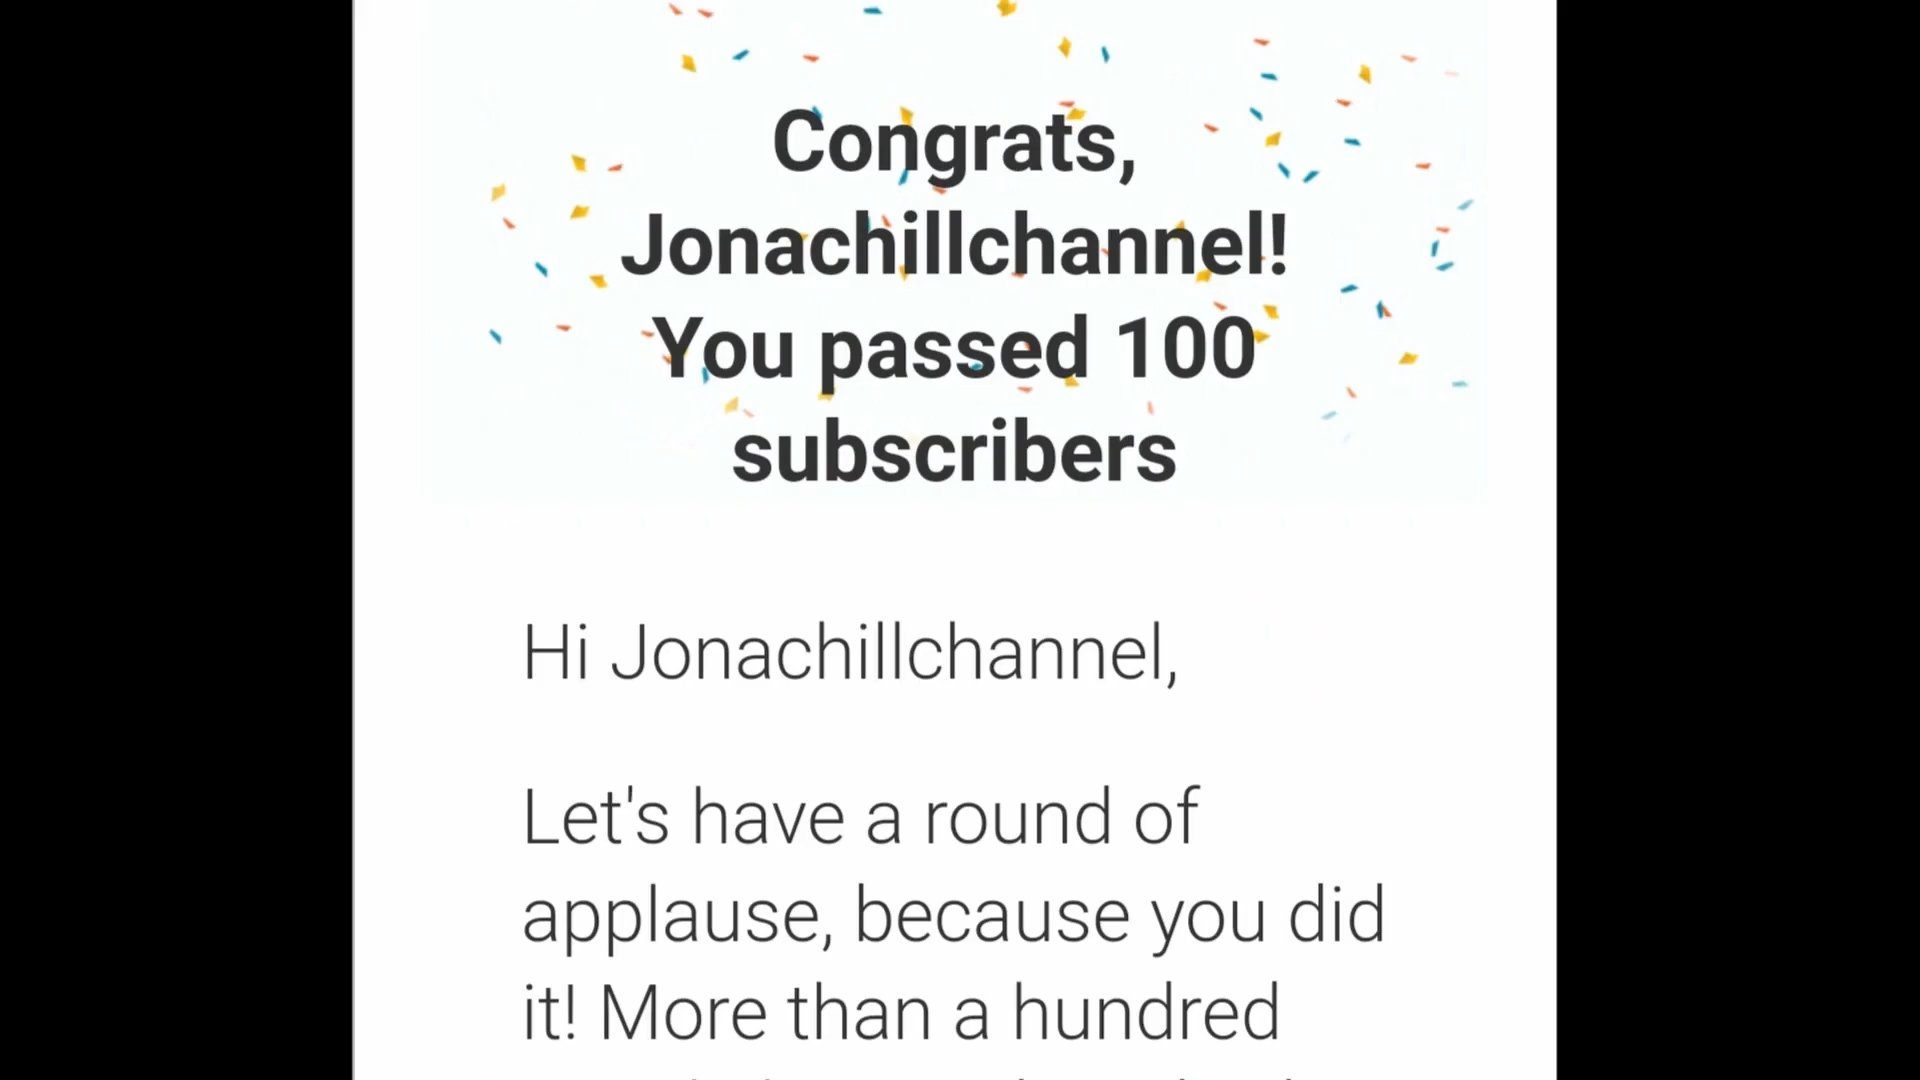 Congrats,
Jonachillchannel!
You passed 100
subscribers
Hi Jonachillchannel,
Let's have a round of
applause, because you did
it! More than a hundred